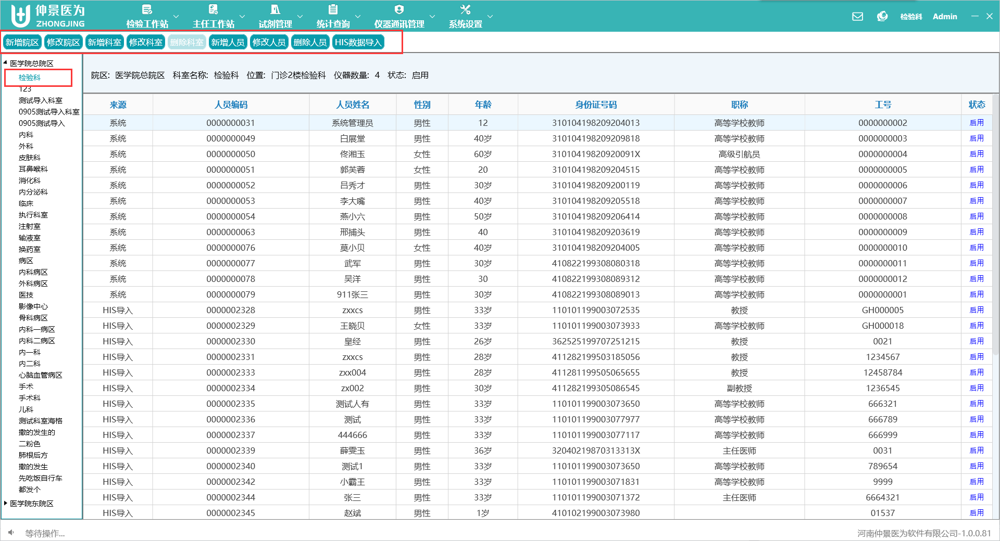 仲景医为
ZHONGJING
检验工作站 主任工作站 试剂管理 统计查询 仪器通讯管理 系统设置
检验科 Admin
新增院区 修改院区 新增科室 修改科室 删除科室 新增人员 修改人员 删除人员 HIS数据导入
医学院总院区
检验科
123
测试导入科室
0905测试导入科室
0905测试导入
内科
外科
皮肤科
耳鼻喉科
消化科
内分泌科
临床
执行科室
注射室
输液室
换药室
病区
内科病区
外科病区
医技
影像中心
骨科病区
内科一病区
内科二病区
内一科
内二科
心脑血管病区
手术
手术科
儿科
测试科室海格
撒的发生的
二粉色
肺根后方
撒的发生
先吃饭自行车
都发个
医学院东院区
院区: 医学院总院区 科室名称: 检验科 位置: 门诊2楼检验科 仪器数量: 4 状态: 启用
来源 人员编码 人员姓名 性别 年龄 身份证号码 职称 工号 状态
系统 0000000031 系统管理员 男性 12 310104198209204013 高等学校教师 0000000002 启用
系统 0000000049 白展堂 男性 40岁 310104198209209818 高等学校教师 0000000003 启用
系统 0000000050 佟湘玉 女性 60岁 31010419820920091X 高级引航员 0000000004 启用
系统 0000000051 郭芙蓉 女性 20 310104198209204515 高等学校教师 0000000005 启用
系统 0000000052 吕秀才 男性 30岁 310104198209200119 高等学校教师 0000000006 启用
系统 0000000053 李大嘴 男性 40岁 310104198209205518 高等学校教师 0000000007 启用
系统 0000000054 燕小六 男性 50岁 310104198209206414 高等学校教师 0000000008 启用
系统 0000000063 邢捕头 男性 40 310104198209203619 高等学校教师 0000000009 启用
系统 0000000076 莫小贝 女性 40岁 310104198209204005 高等学校教师 0000000010 启用
系统 0000000077 武军 男性 30岁 410822199308080318 高等学校教师 0000000011 启用
系统 0000000078 吴洋 男性 30 410822199308089312 高等学校教师 0000000012 启用
系统 0000000079 911张三 男性 30岁 410822199308089013 高等学校教师 0000000001 启用
HIS导入 0000002328 zxxcs 男性 33岁 110101199003072535 教授 GH000005 启用
HIS导入 0000002329 王晓贝 女性 33岁 110101199003073933 高等学校教师 GH000018 启用
HIS导入 0000002330 皇经 男性 26岁 362525199707251215 教授 0021 启用
HIS导入 0000002331 zxxcs 男性 28岁 411282199503185056 教授 1234567 启用
HIS导入 0000002333 zxx004 男性 28岁 411281199505065655 教授 12458784 启用
HIS导入 0000002334 zx002 男性 30岁 411282199305086545 副教授 1236545 启用
HIS导入 0000002335 测试人有 男性 33岁 110101199003073650 高等学校教师 666321 启用
HIS导入 0000002336 测试 男性 33岁 110101199003077977 高等学校教师 666789 启用
HIS导入 0000002337 444666 男性 33岁 110101199003077117 高等学校教师 666999 启用
HIS导入 0000002339 薛雯玉 男性 36岁 32040219870313313X 主任医师 0031 启用
HIS导入 0000002340 测试1 男性 33岁 110101199003073650 高等学校教师 789654 启用
HIS导入 0000002342 小霸王 男性 33岁 110101199003071831 高等学校教师 9999 启用
HIS导入 0000002344 张三 男性 33岁 110101199003071372 主任医师 6664321 启用
HIS导入 0000002345 赵斌 男性 1岁 410102199003073980 01537 启用
等待操作... 河南仲景医为软件有限公司-1.0.0.81